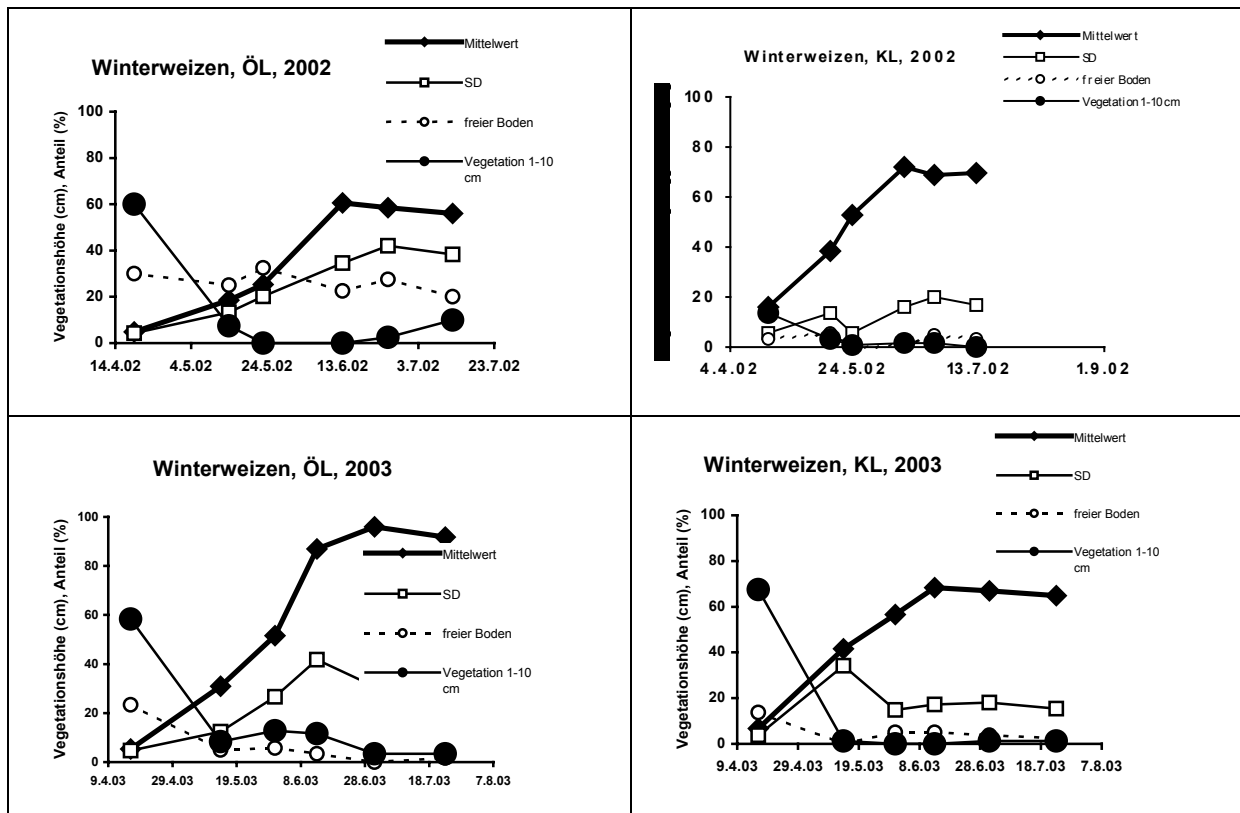 Winterweizen, ÖL, 2002
Mittelwert
SD
freier Boden
Vegetation 1-10
cm
Vegetationshöhe (cm), Anteil (%)
100
80
60
40
20
0
14.4.02 4.5.02 24.5.02 13.6.02 3.7.02 23.7.02
Winterweizen, KL, 2002
Mittelwert
SD
freier Boden
Vegetation 1-10cm
100
80
60
40
20
0
4.4.02 24.5.02 13.7.02 1.9.02
Winterweizen, ÖL, 2003
Mittelwert
SD
freier Boden
Vegetation 1-10
cm
Vegetationshöhe (cm), Anteil (%)
100
80
60
40
20
0
9.4.03 29.4.03 19.5.03 8.6.03 28.6.03 18.7.03 7.8.03
Winterweizen, KL, 2003
Mittelwert
SD
freier Boden
Vegetation 1-10
cm
Vegetationshöhe (cm), Anteil (%)
100
80
60
40
20
0
9.4.03 29.4.03 19.5.03 8.6.03 28.6.03 18.7.03 7.8.03